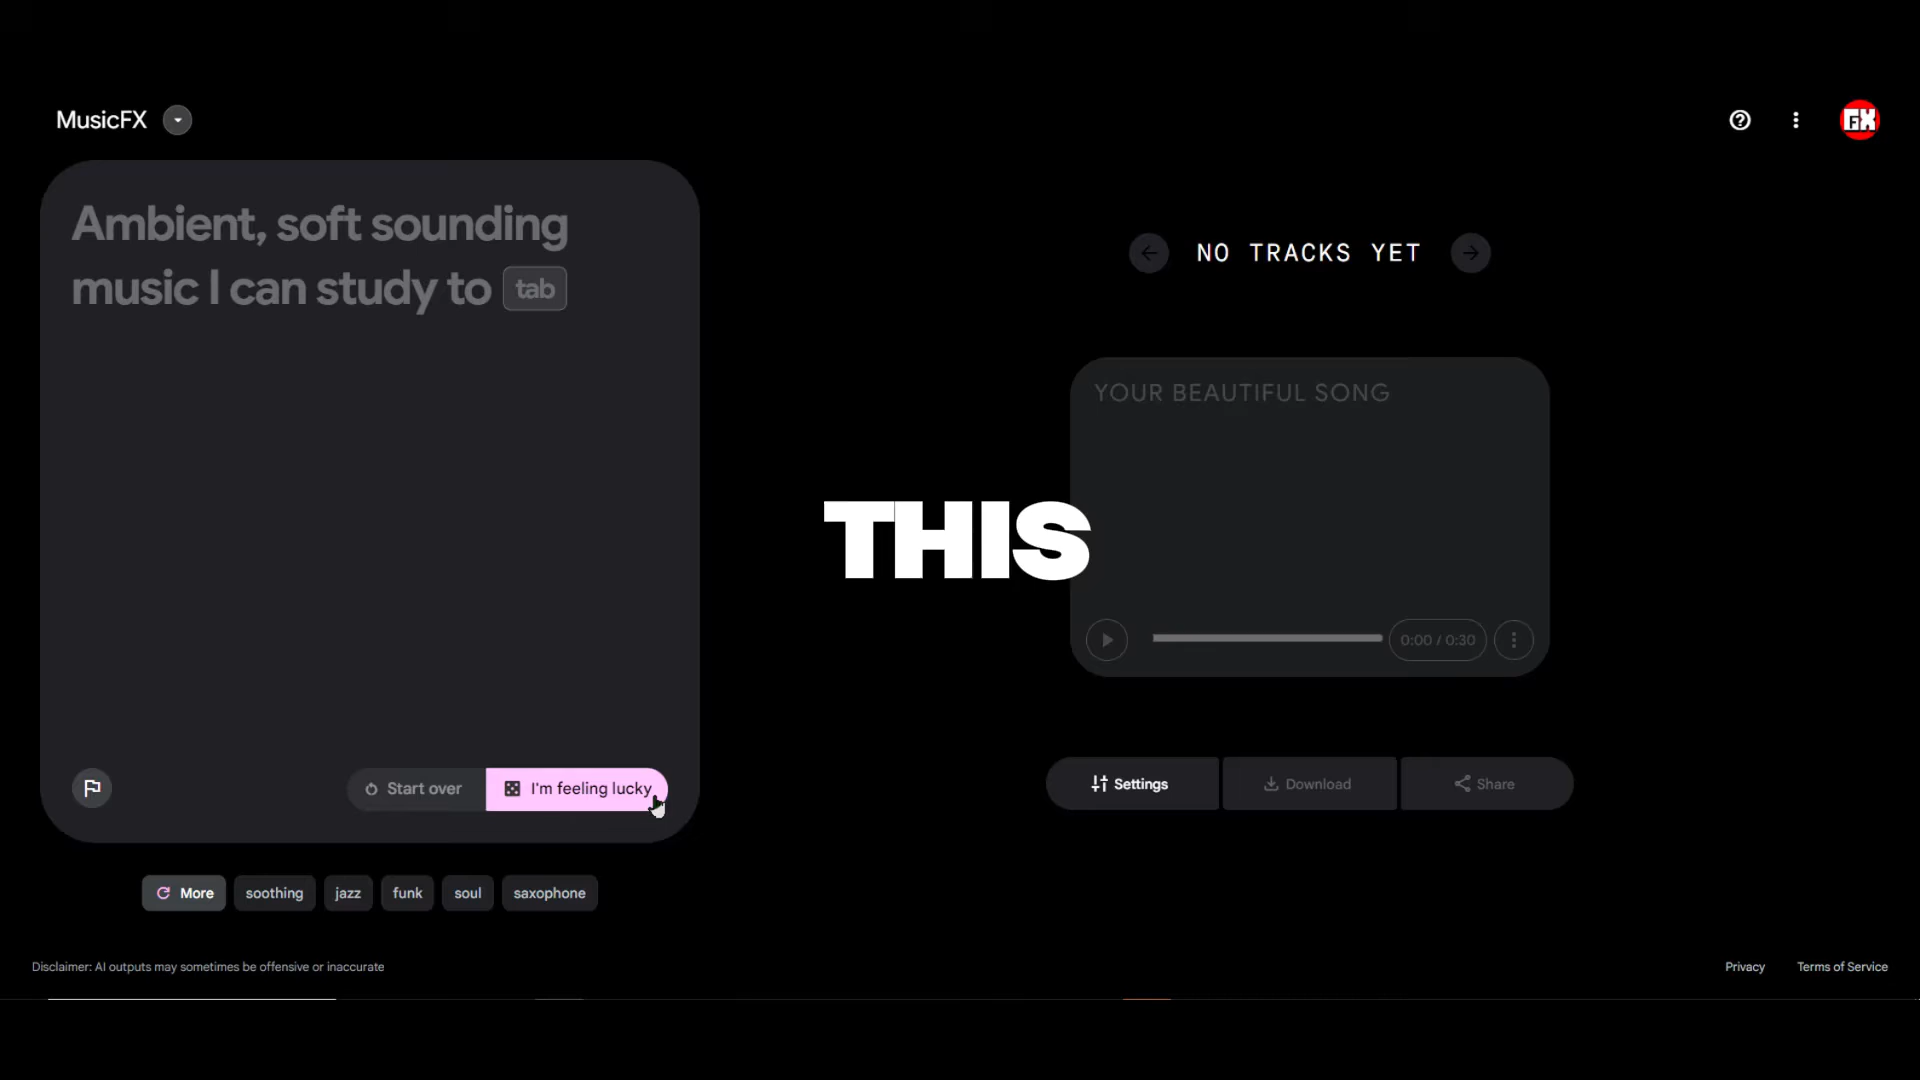 MusicFX
FX
Ambient, soft sounding
music I can study to tab
NO TRACKS YET
YOUR BEAUTIFUL SONG
THIS
0:00 / 0:30
Start over
I'm feeling lucky
Settings
Download
Share
More
soothing
jazz
funk
soul
saxophone
Disclaimer: AI outputs may sometimes be offensive or inaccurate
Privacy
Terms of Service